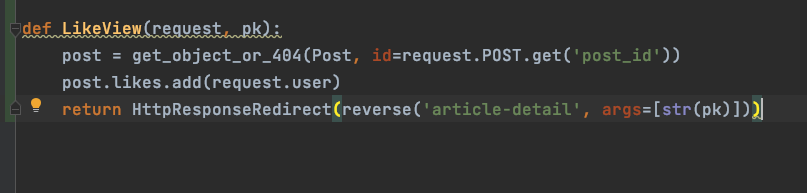 def LikeView(request, pk):
    post = get_object_or_404(Post, id=request.POST.get('post_id'))
    post.likes.add(request.user)
    return HttpResponseRedirect(reverse('article-detail', args=[str(pk)]))